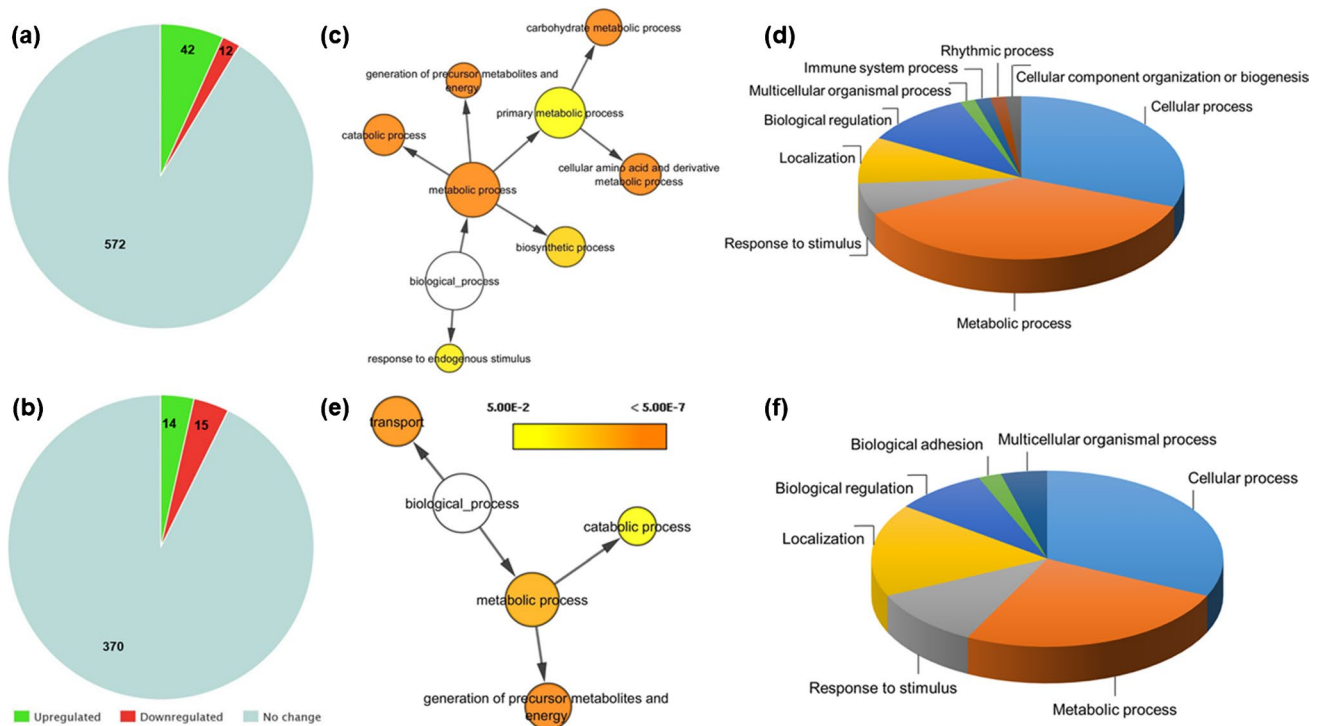 (a)
42
12
572
(c)
carbohydrate metabolic process
generation of precursor metabolites and
energy
primary metabolic process
catabolic process
cellular amino acid and derivative
metabolic process
metabolic process
biosynthetic process
biological_process
response to endogenous stimulus
(d)
Rhythmic process
Immune system process
Cellular component organization or biogenesis
Multicellular organismal process
Cellular process
Biological regulation
Localization
Response to stimulus
Metabolic process
(b)
14
15
370
Upregulated
Downregulated
No change
(e)
5.00E-2
< 5.00E-7
transport
biological_process
catabolic process
metabolic process
generation of precursor metabolites and
energy
(f)
Biological adhesion
Multicellular organismal process
Cellular process
Biological regulation
Localization
Response to stimulus
Metabolic process